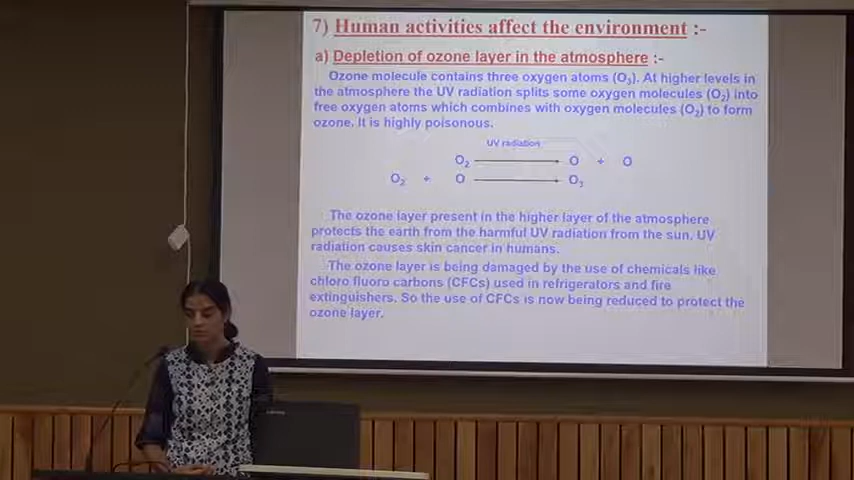 7) Human activities affect the environment :-
a) Depletion of ozone layer in the atmosphere :-
Ozone molecule contains three oxygen atoms (O3). At higher levels in
the atmosphere the UV radiation splits some oxygen molecules (O2) into
free oxygen atoms which combines with oxygen molecules (O2) to form
ozone. It is highly poisonous.
UV radiation
O2 ⟶ O + O
O2 + O ⟶ O3
The ozone layer present in the higher layer of the atmosphere
protects the earth from the harmful UV radiation from the sun. UV
radiation causes skin cancer in humans.
The ozone layer is being damaged by the use of chemicals like
chloro fluoro carbons (CFCs) used in refrigerators and fire
extinguishers. So the use of CFCs is now being reduced to protect the
ozone layer.